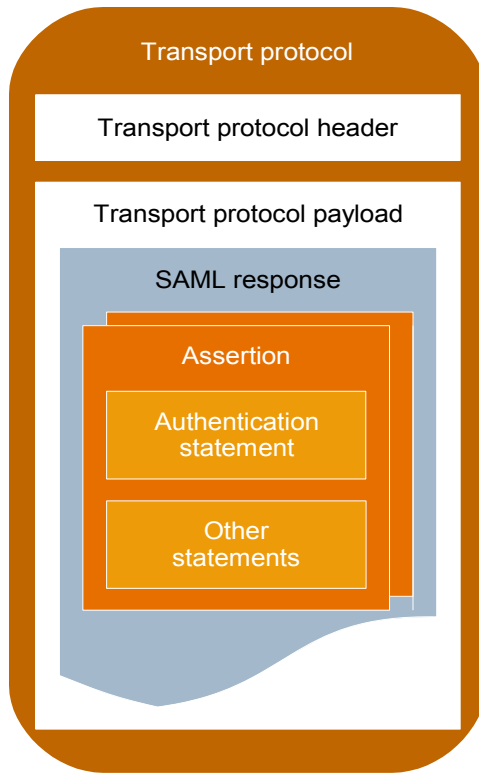 Transport protocol
Transport protocol header
Transport protocol payload
SAML response
Assertion
Authentication
statement
Other
statements